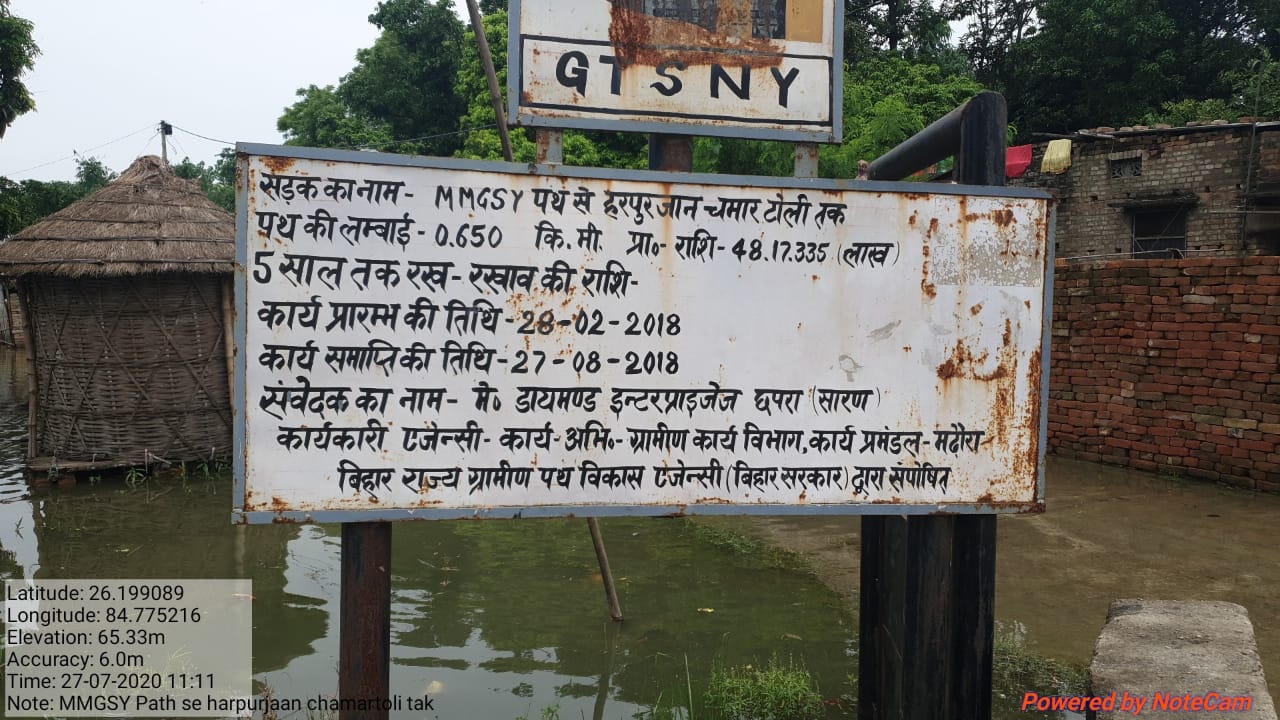 GTSNY
सड़क का नाम- MMGSY पथ से हरपुरजान चमार टोली तक
पथ की लम्बाई- 0.650 कि.मी. प्रा०- राशि- 48.17.335 (लाख)
5 साल तक रख- रखाव की राशि-
कार्य प्रारम्भ की तिथि- 28-02-2018
कार्य समाप्ति की तिथि- 27-08-2018
संवेदक का नाम- मे० डायमण्ड इन्टरप्राइजेज छपरा (सारण)
कार्यकारी एजेन्सी- कार्य- अभि०- ग्रामीण कार्य विभाग, कार्य प्रमंडल- मढौरा
बिहार राज्य ग्रामीण पथ विकास एजेन्सी (बिहार सरकार) द्वारा संपोषित
Latitude: 26.199089
Longitude: 84.775216
Elevation: 65.33m
Accuracy: 6.0m
Time: 27-07-2020 11:11
Note: MMGSY Path se harpurjaan chamartoli tak
Powered by NoteCam